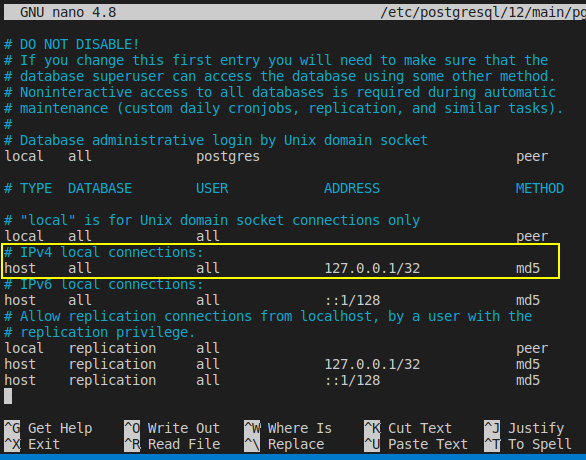 GNU nano 4.8 /etc/postgresql/12/main/po
# DO NOT DISABLE!
# If you change this first entry you will need to make sure that the
# database superuser can access the database using some other method.
# Noninteractive access to all databases is required during automatic
# maintenance (custom daily cronjobs, replication, and similar tasks).
#
# Database administrative login by Unix domain socket
local all postgres peer
# TYPE DATABASE USER ADDRESS METHOD
# "local" is for Unix domain socket connections only
local all all peer
# IPv4 local connections:
host all all 127.0.0.1/32 md5
# IPv6 local connections:
host all all ::1/128 md5
# Allow replication connections from localhost, by a user with the
# replication privilege.
local replication all peer
host replication all 127.0.0.1/32 md5
host replication all ::1/128 md5
^G Get Help ^O Write Out ^W Where Is ^K Cut Text ^J Justify
^X Exit ^R Read File ^\ Replace ^U Paste Text ^T To Spell